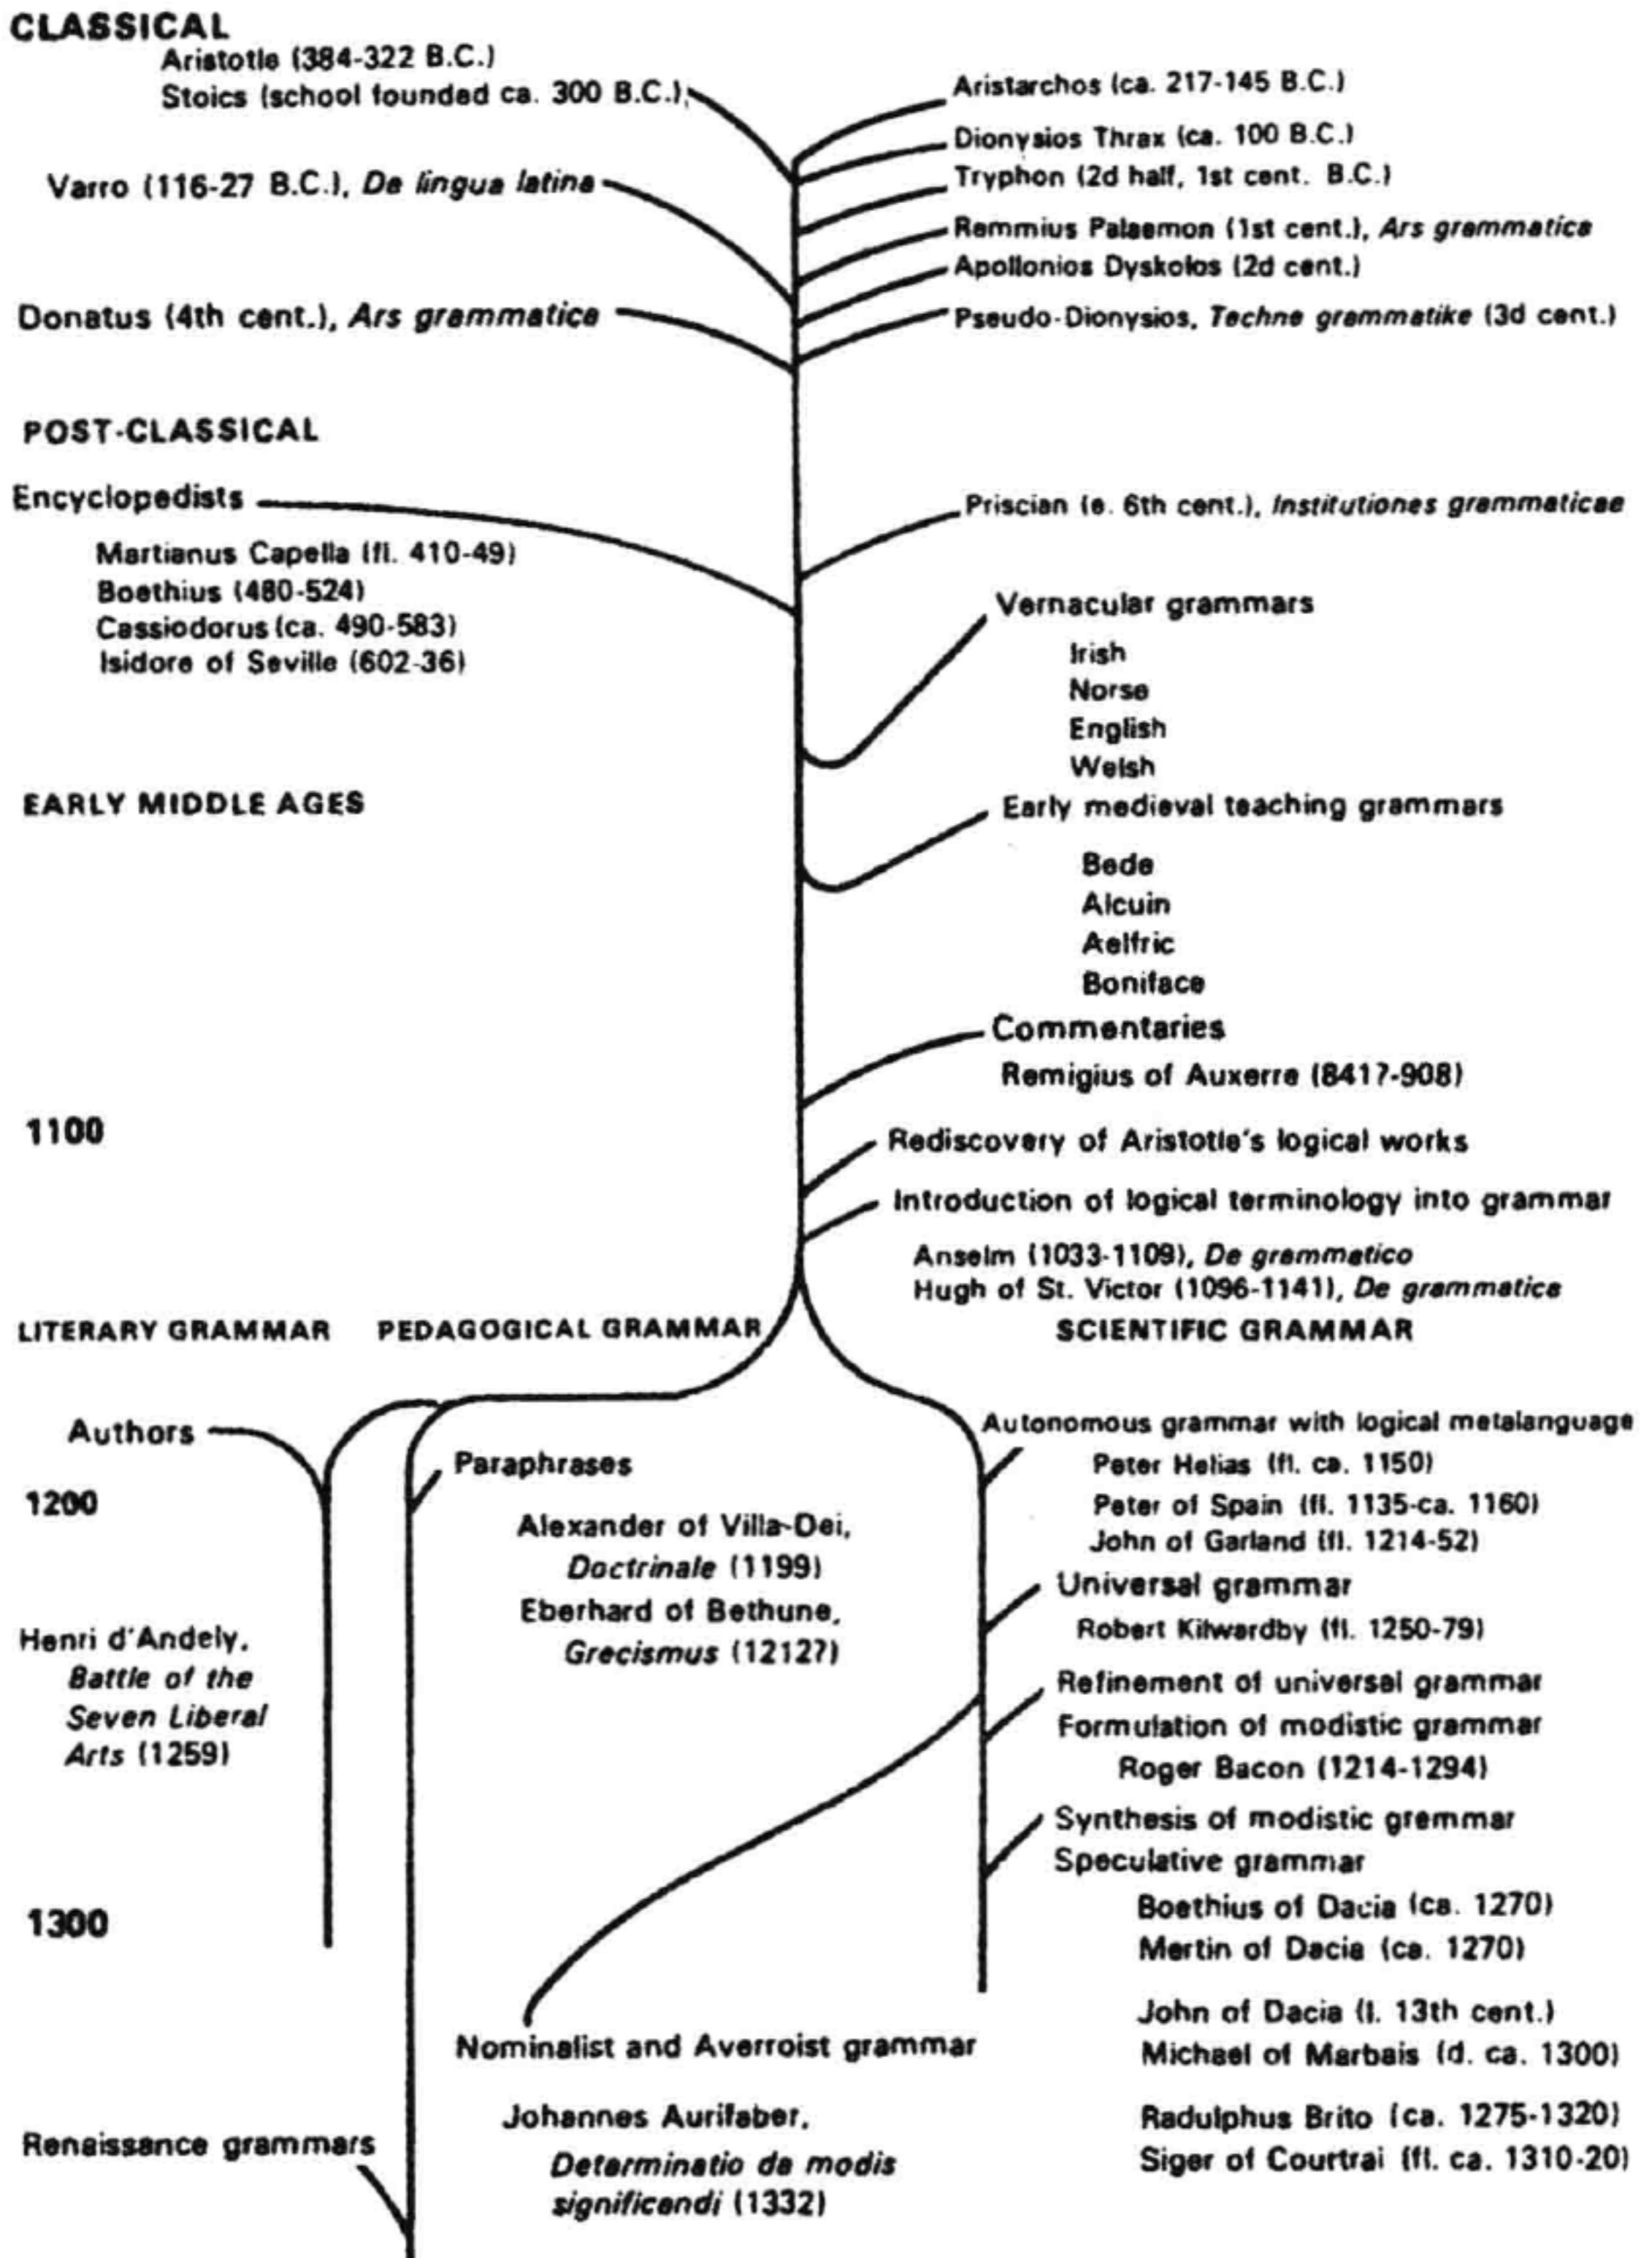 CLASSICAL
Aristotle (384-322 B.C.)
Stoics (school founded ca. 300 B.C.)
Aristarchos (ca. 217-145 B.C.)
Dionysios Thrax (ca. 100 B.C.)
Tryphon (2d half, 1st cent. B.C.)
Varro (116-27 B.C.), De lingua latina
Remmius Palaemon (1st cent.), Ars grammatica
Apollonios Dyskolos (2d cent.)
Donatus (4th cent.), Ars grammatica
Pseudo-Dionysios, Techne grammatike (3d cent.)
POST-CLASSICAL
Encyclopedists
Martianus Capella (fl. 410-49)
Boethius (480-524)
Cassiodorus (ca. 490-583)
Isidore of Seville (602-36)
Priscian (e. 6th cent.), Institutiones grammaticae
Vernacular grammars
Irish
Norse
English
Welsh
EARLY MIDDLE AGES
Early medieval teaching grammars
Bede
Alcuin
Aelfric
Boniface
Commentaries
Remigius of Auxerre (841?-908)
1100
Rediscovery of Aristotle's logical works
Introduction of logical terminology into grammar
Anselm (1033-1109), De grammatico
Hugh of St. Victor (1096-1141), De grammatica
LITERARY GRAMMAR
PEDAGOGICAL GRAMMAR
SCIENTIFIC GRAMMAR
Authors
1200
Henri d'Andely,
Battle of the
Seven Liberal
Arts (1259)
1300
Paraphrases
Alexander of Villa-Dei,
Doctrinale (1199)
Eberhard of Bethune,
Grecismus (1212?)
Autonomous grammar with logical metalanguage
Peter Helias (fl. ca. 1150)
Peter of Spain (fl. 1135-ca. 1160)
John of Garland (fl. 1214-52)
Universal grammar
Robert Kilwardby (fl. 1250-79)
Refinement of universal grammar
Formulation of modistic grammar
Roger Bacon (1214-1294)
Synthesis of modistic grammar
Speculative grammar
Boethius of Dacia (ca. 1270)
Martin of Dacia (ca. 1270)
John of Dacia (l. 13th cent.)
Michael of Marbais (d. ca. 1300)
Radulphus Brito (ca. 1275-1320)
Siger of Courtrai (fl. ca. 1310-20)
Nominalist and Averroist grammar
Johannes Aurifaber,
Determinatio de modis
significandi (1332)
Renaissance grammars